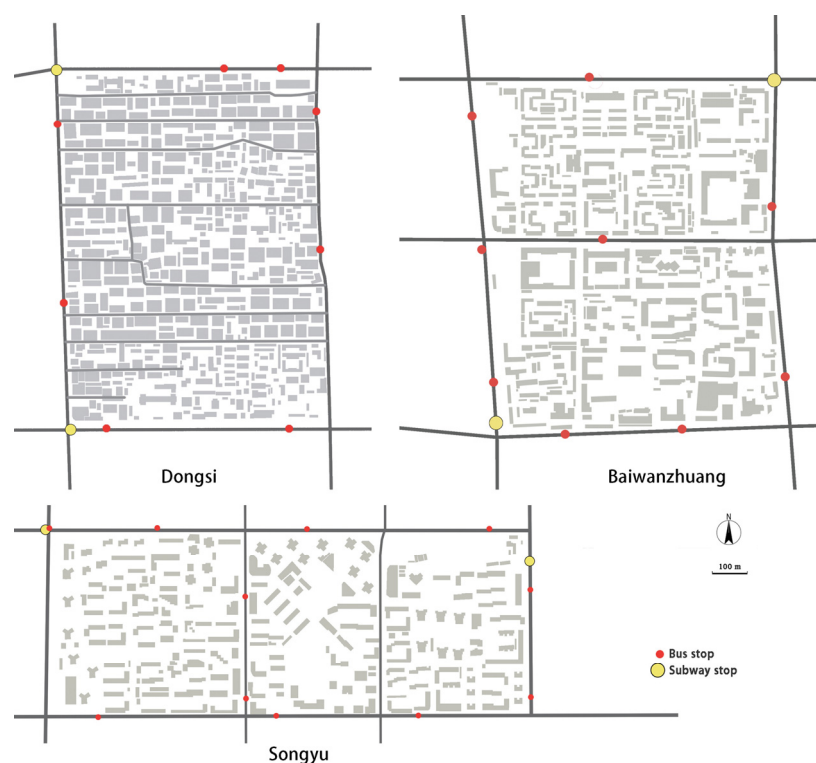 Dongsi
Baiwanzhuang
N
100 m
Bus stop
Subway stop
Songyu